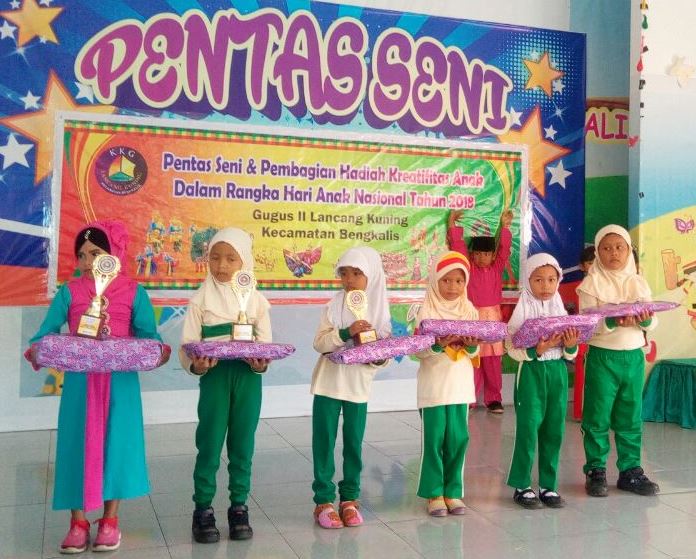 PENTAS SENI
KKG
Pentas Seni & Pembagian Hadiah Kreatifitas Anak
Dalam Rangka Hari Anak Nasional Tahun 2018
Gugus II Lancang Kuning
Kecamatan Bengkalis
ALI